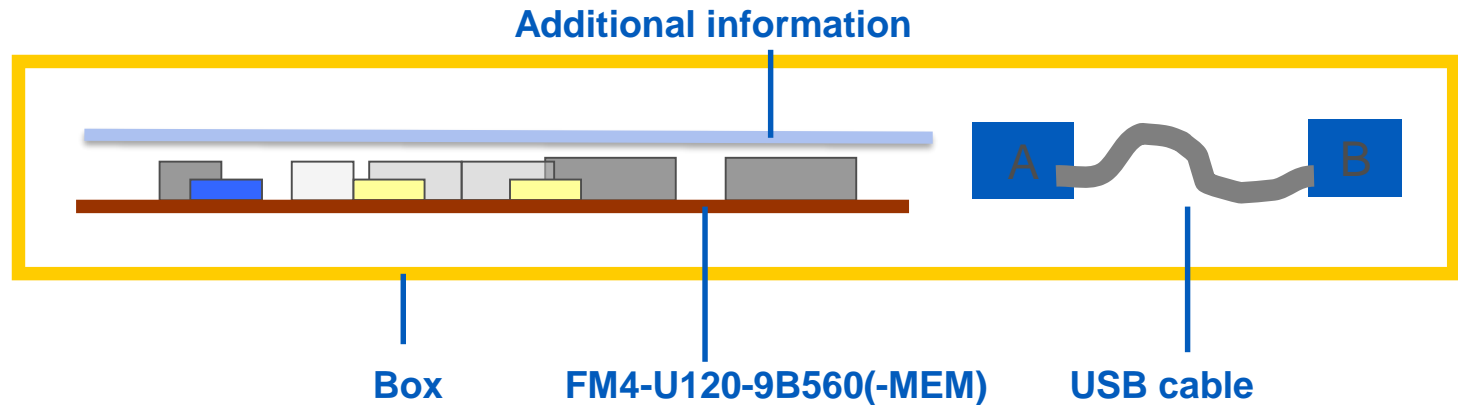 Additional information
A
B
Box
FM4-U120-9B560(-MEM)
USB cable